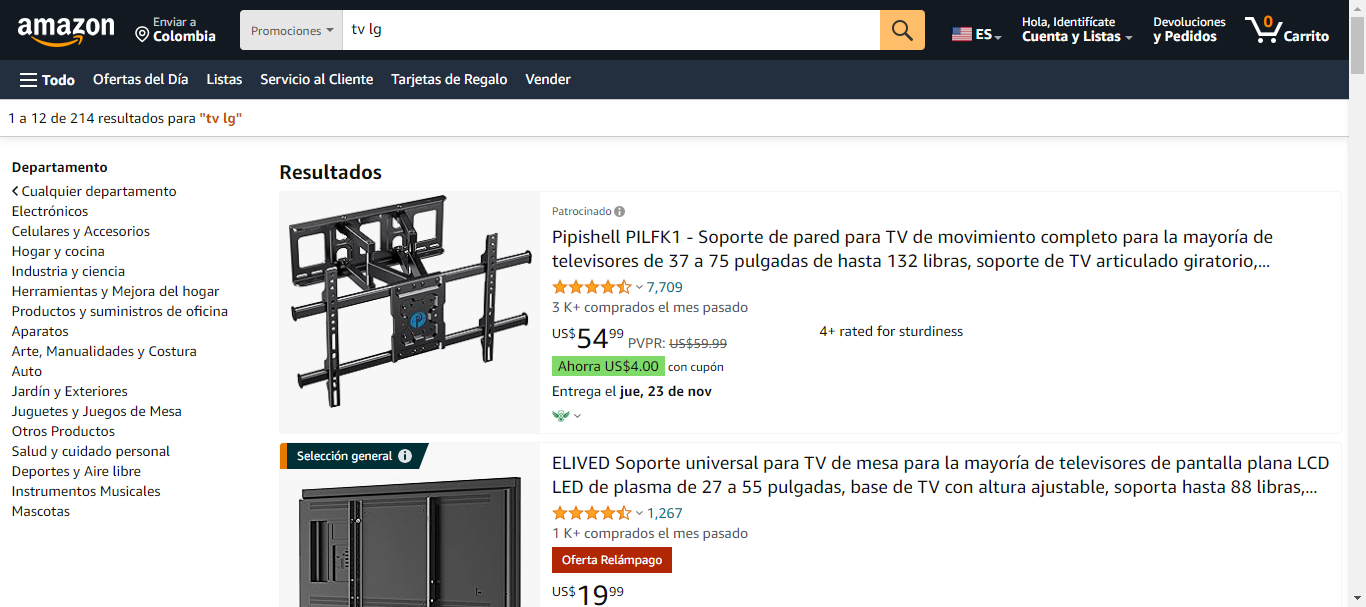 amazon
Enviar a
Colombia
Promociones
tv lg
ES
Hola, Identifícate
Cuenta y Listas
Devoluciones
y Pedidos
0
Carrito
Todo
Ofertas del Día
Listas
Servicio al Cliente
Tarjetas de Regalo
Vender
1 a 12 de 214 resultados para "tv lg"
Departamento
Cualquier departamento
Electrónicos
Celulares y Accesorios
Hogar y cocina
Industria y ciencia
Herramientas y Mejora del hogar
Productos y suministros de oficina
Aparatos
Arte, Manualidades y Costura
Auto
Jardín y Exteriores
Juguetes y Juegos de Mesa
Otros Productos
Salud y cuidado personal
Deportes y Aire libre
Instrumentos Musicales
Mascotas
Resultados
Patrocinado
Pipishell PILFK1 - Soporte de pared para TV de movimiento completo para la mayoría de
televisores de 37 a 75 pulgadas de hasta 132 libras, soporte de TV articulado giratorio,...
7,709
3 K+ comprados el mes pasado
US$54.99 PVPR: US$59.99
4+ rated for sturdiness
Ahorra US$4.00 con cupón
Entrega el jue, 23 de nov
Selección general
ELIVED Soporte universal para TV de mesa para la mayoría de televisores de pantalla plana LCD
LED de plasma de 27 a 55 pulgadas, base de TV con altura ajustable, soporta hasta 88 libras,...
1,267
1 K+ comprados el mes pasado
Oferta Relámpago
US$19.99